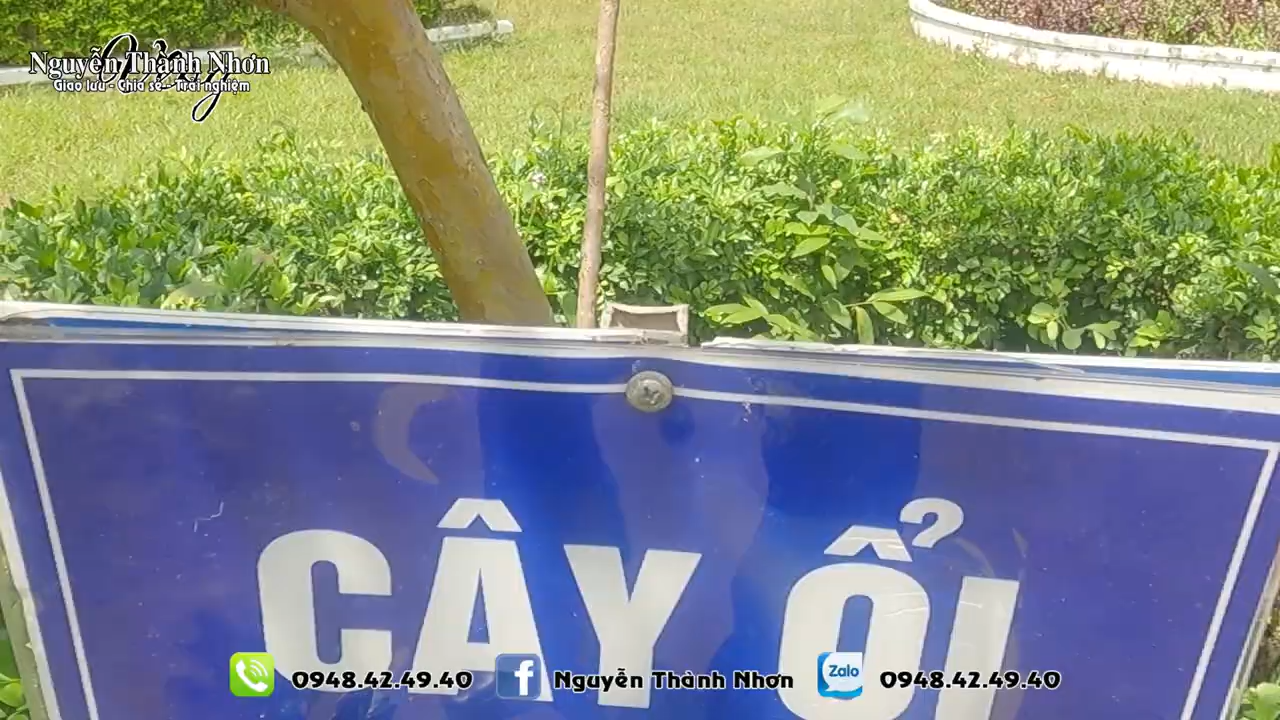 Nguyễn Thành Nhơn
Giao lưu - Chia sẻ - Trải nghiệm
CÂY ỔI
0948.42.49.40
Nguyễn Thành Nhơn
Zalo
0948.42.49.40